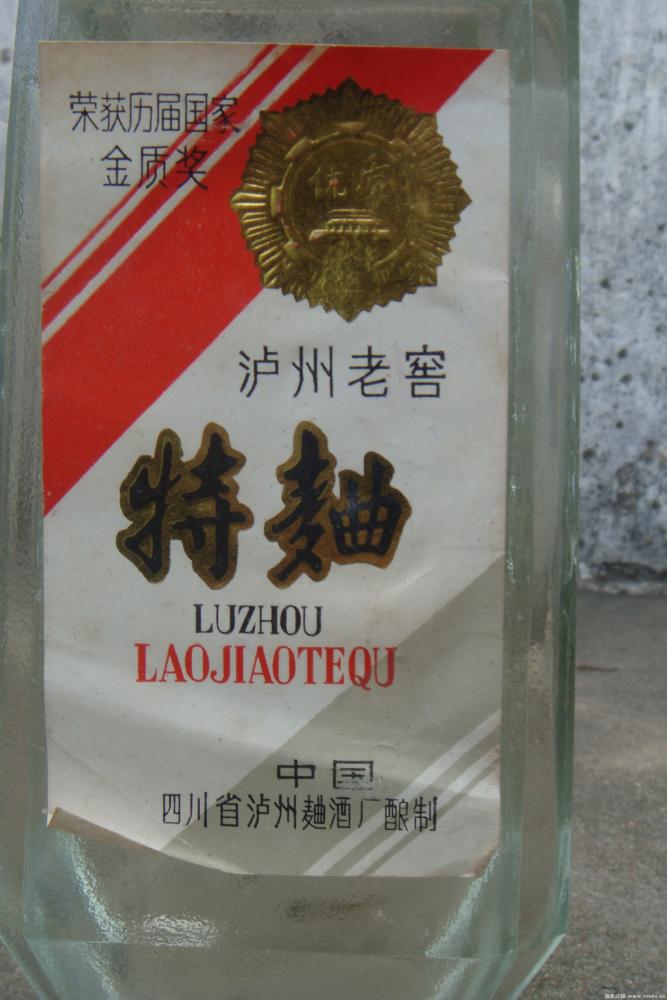 荣获历届国家
金质奖
优质
泸州老窖
特麯
LUZHOU
LAOJIAOTEQU
中国
四川省泸州麯酒厂酿制